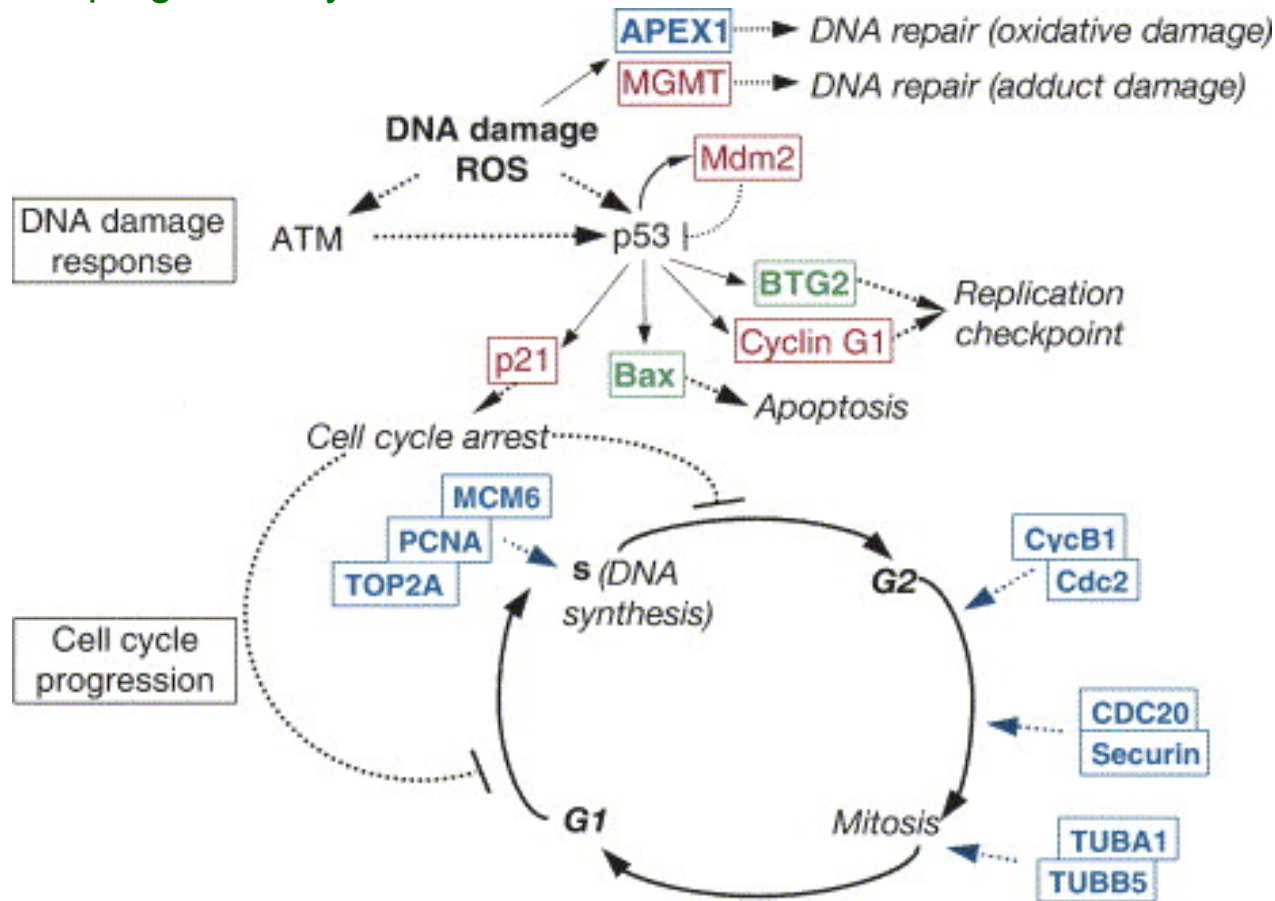 APEX1
DNA repair (oxidative damage)
MGMT
DNA repair (adduct damage)
DNA damage
ROS
Mdm2
DNA damage
response
ATM
p53
BTG2
Replication
checkpoint
Cyclin G1
p21
Bax
Apoptosis
Cell cycle arrest
MCM6
PCNA
TOP2A
s (DNA
synthesis)
G2
CycB1
Cdc2
Cell cycle
progression
CDC20
Securin
G1
Mitosis
TUBA1
TUBB5